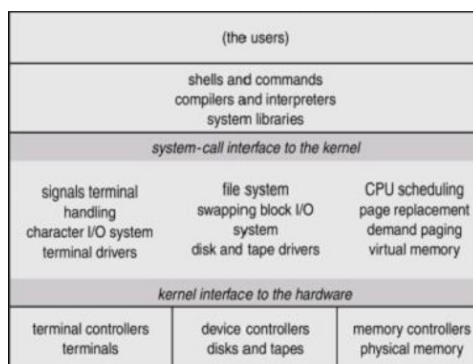 (the users)
shells and commands
compilers and interpreters
system libraries
system-call interface to the kernel
signals terminal
handling
character I/O system
terminal drivers
file system
swapping block I/O
system
disk and tape drivers
CPU scheduling
page replacement
demand paging
virtual memory
kernel interface to the hardware
terminal controllers
terminals
device controllers
disks and tapes
memory controllers
physical memory